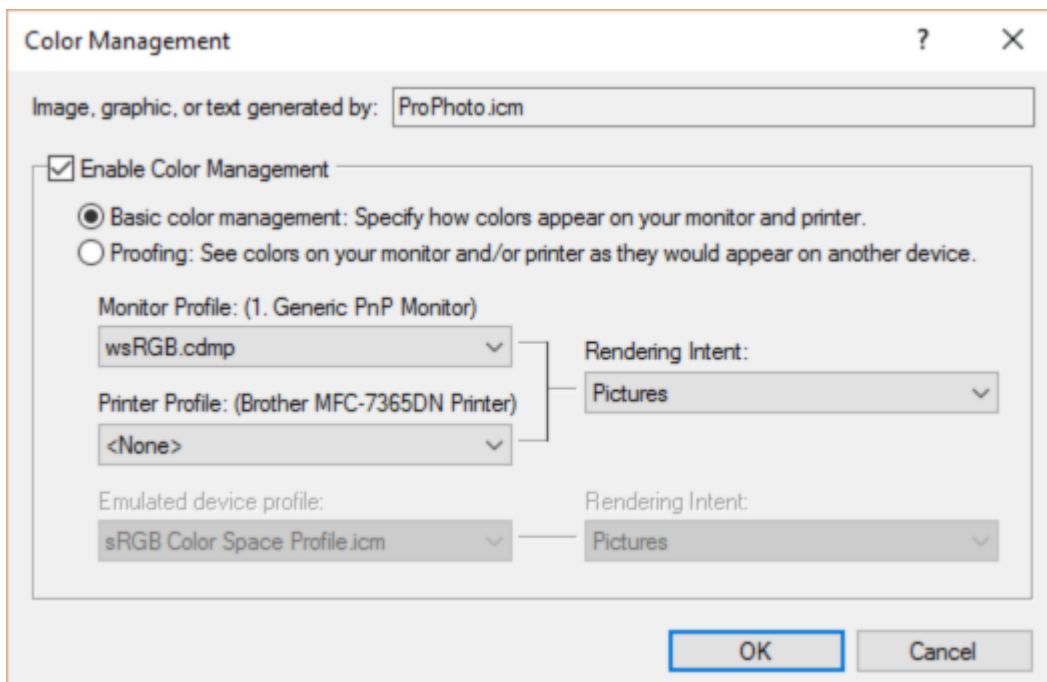 Color Management
Image, graphic, or text generated by: ProPhoto.icm
Enable Color Management
Basic color management: Specify how colors appear on your monitor and printer.
Proofing: See colors on your monitor and/or printer as they would appear on another device.
Monitor Profile: (1. Generic PnP Monitor)
wsRGB.cdmp
Rendering Intent:
Pictures
Printer Profile: (Brother MFC-7365DN Printer)
<None>
Emulated device profile:
Rendering Intent:
sRGB Color Space Profile.icm
Pictures
OK
Cancel